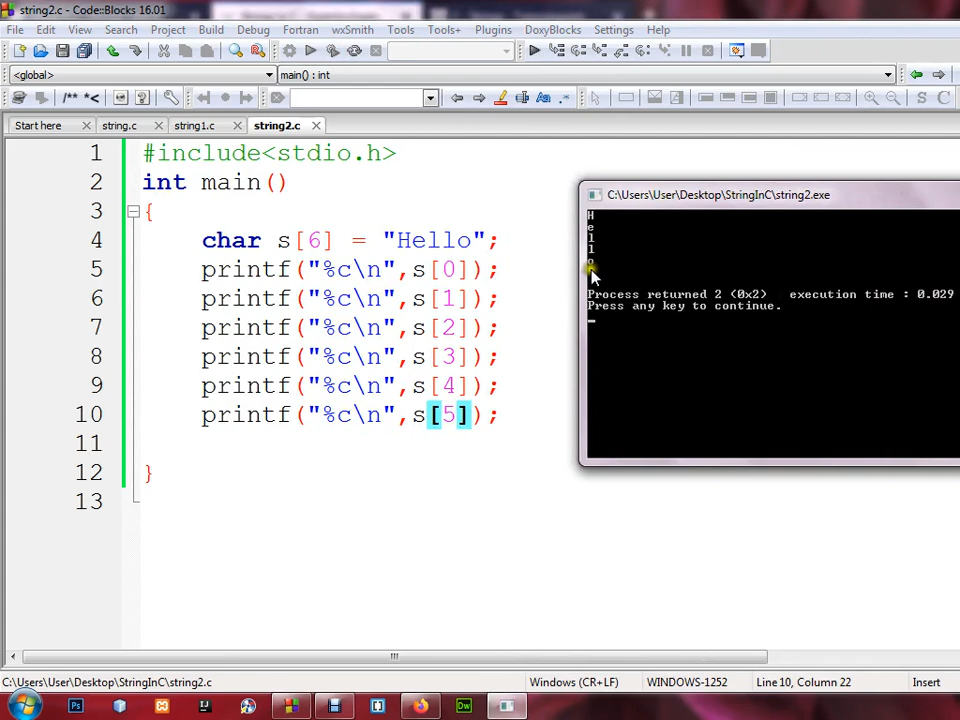 string2.c - Code::Blocks 16.01
File Edit View Search Project Build Debug Fortran wxSmith Tools Tools+ Plugins DoxyBlocks Settings Help
<global> main() : int
/** *<
Start here string.c string1.c string2.c
1 #include<stdio.h>
2 int main()
3 {
4 char s[6] = "Hello";
5 printf("%c\n",s[0]);
6 printf("%c\n",s[1]);
7 printf("%c\n",s[2]);
8 printf("%c\n",s[3]);
9 printf("%c\n",s[4]);
10 printf("%c\n",s[5]);
11
12 }
13
C:\Users\User\Desktop\StringInC\string2.exe
H
e
l
l
o
Process returned 2 (0x2) execution time : 0.029
Press any key to continue.
C:\Users\User\Desktop\StringInC\string2.c Windows (CR+LF) WINDOWS-1252 Line 10, Column 22 Insert
Ps IJ Dw